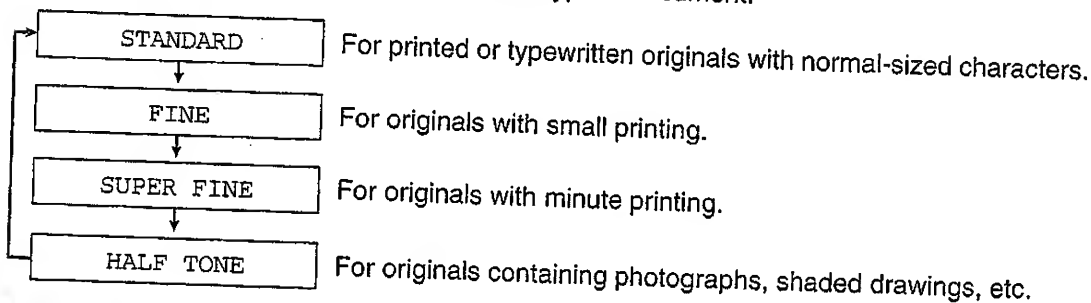 STANDARD For printed or typewritten originals with normal-sized characters.
FINE For originals with small printing.
SUPER FINE For originals with minute printing.
HALF TONE For originals containing photographs, shaded drawings, etc.